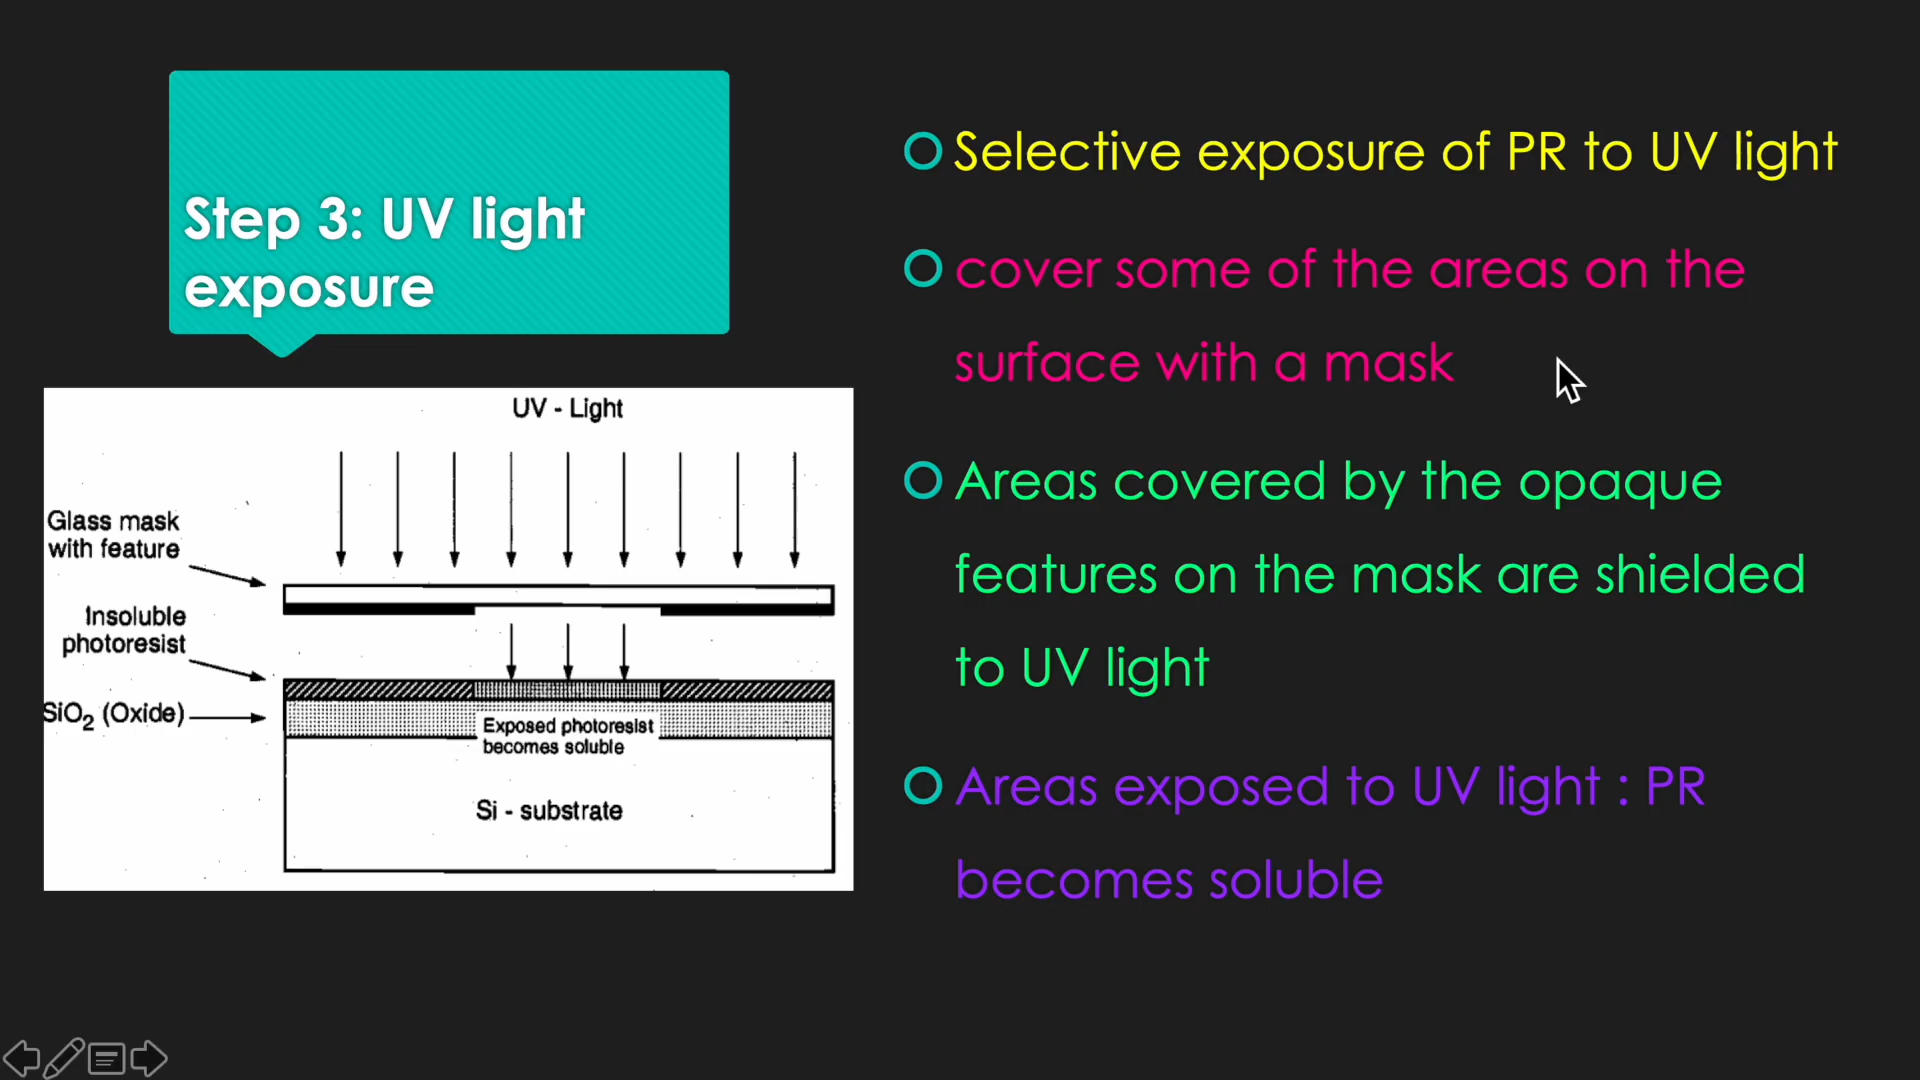 Step 3: UV light
exposure
Selective exposure of PR to UV light
cover some of the areas on the
surface with a mask
Areas covered by the opaque
features on the mask are shielded
to UV light
Areas exposed to UV light : PR
becomes soluble
UV - Light
Glass mask
with feature
Insoluble
photoresist
SiO₂ (Oxide)
Exposed photoresist
becomes soluble
Si - substrate